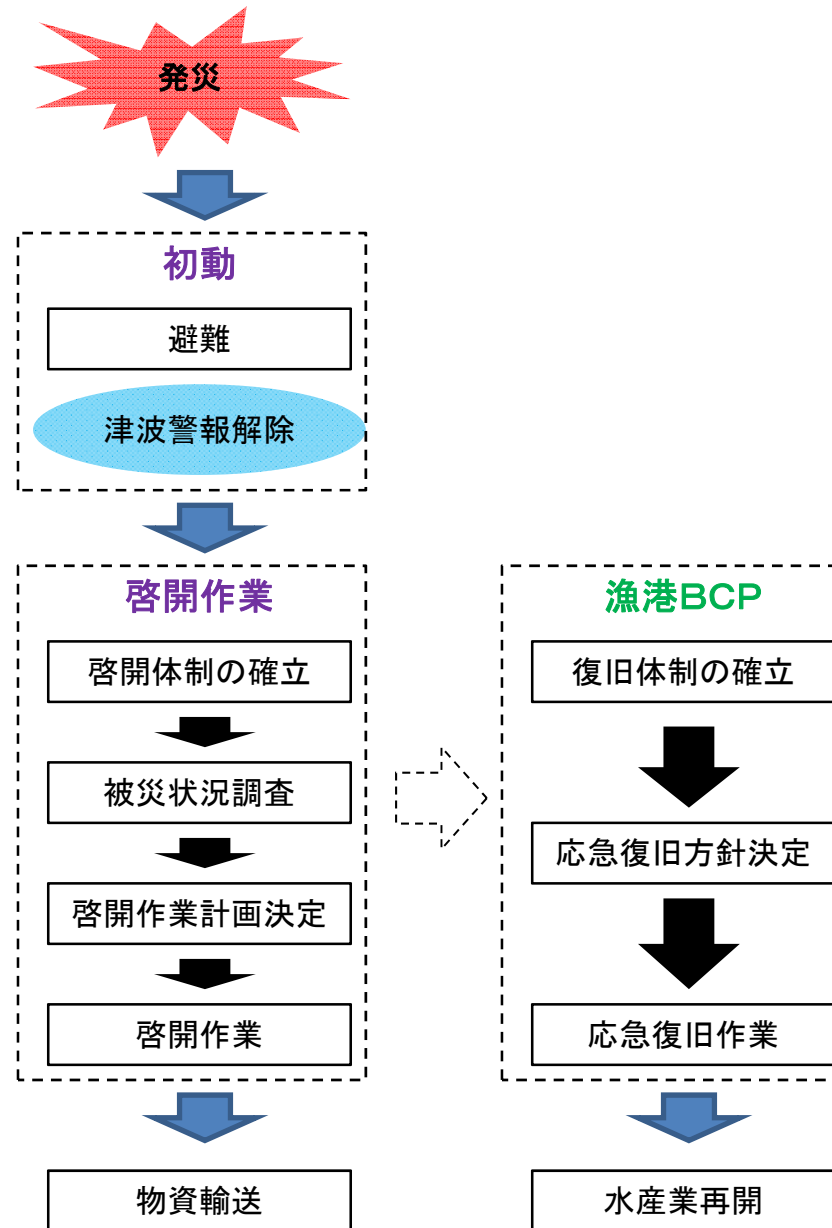 発災
初動
避難
津波警報解除
啓開作業
啓開体制の確立
被災状況調査
啓開作業計画決定
啓開作業
物資輸送
漁港BCP
復旧体制の確立
応急復旧方針決定
応急復旧作業
水産業再開